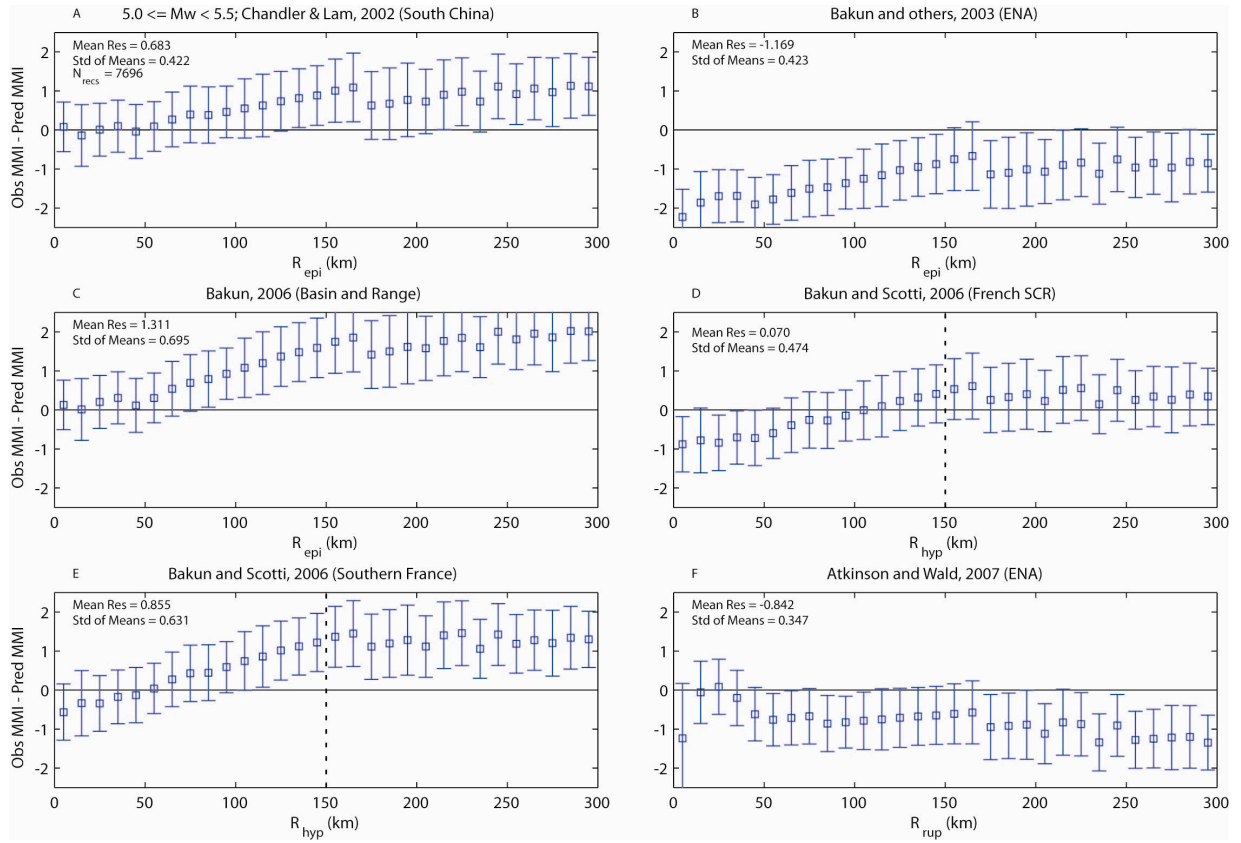 A 5.0 <= Mw < 5.5; Chandler & Lam, 2002 (South China)
Mean Res = 0.683
Std of Means = 0.422
N recs = 7696
2
1
0
-1
-2
Obs MMI - Pred MMI
0 50 100 150 200 250 300
R epi (km)
B Bakun and others, 2003 (ENA)
Mean Res = -1.169
Std of Means = 0.423
2
1
0
-1
-2
0 50 100 150 200 250 300
R epi (km)
C Bakun, 2006 (Basin and Range)
Mean Res = 1.311
Std of Means = 0.695
2
1
0
-1
-2
Obs MMI - Pred MMI
0 50 100 150 200 250 300
R epi (km)
D Bakun and Scotti, 2006 (French SCR)
Mean Res = 0.070
Std of Means = 0.474
2
1
0
-1
-2
0 50 100 150 200 250 300
R hyp (km)
E Bakun and Scotti, 2006 (Southern France)
Mean Res = 0.855
Std of Means = 0.631
2
1
0
-1
-2
Obs MMI - Pred MMI
0 50 100 150 200 250 300
R hyp (km)
F Atkinson and Wald, 2007 (ENA)
Mean Res = -0.842
Std of Means = 0.347
2
1
0
-1
-2
0 50 100 150 200 250 300
R rup (km)